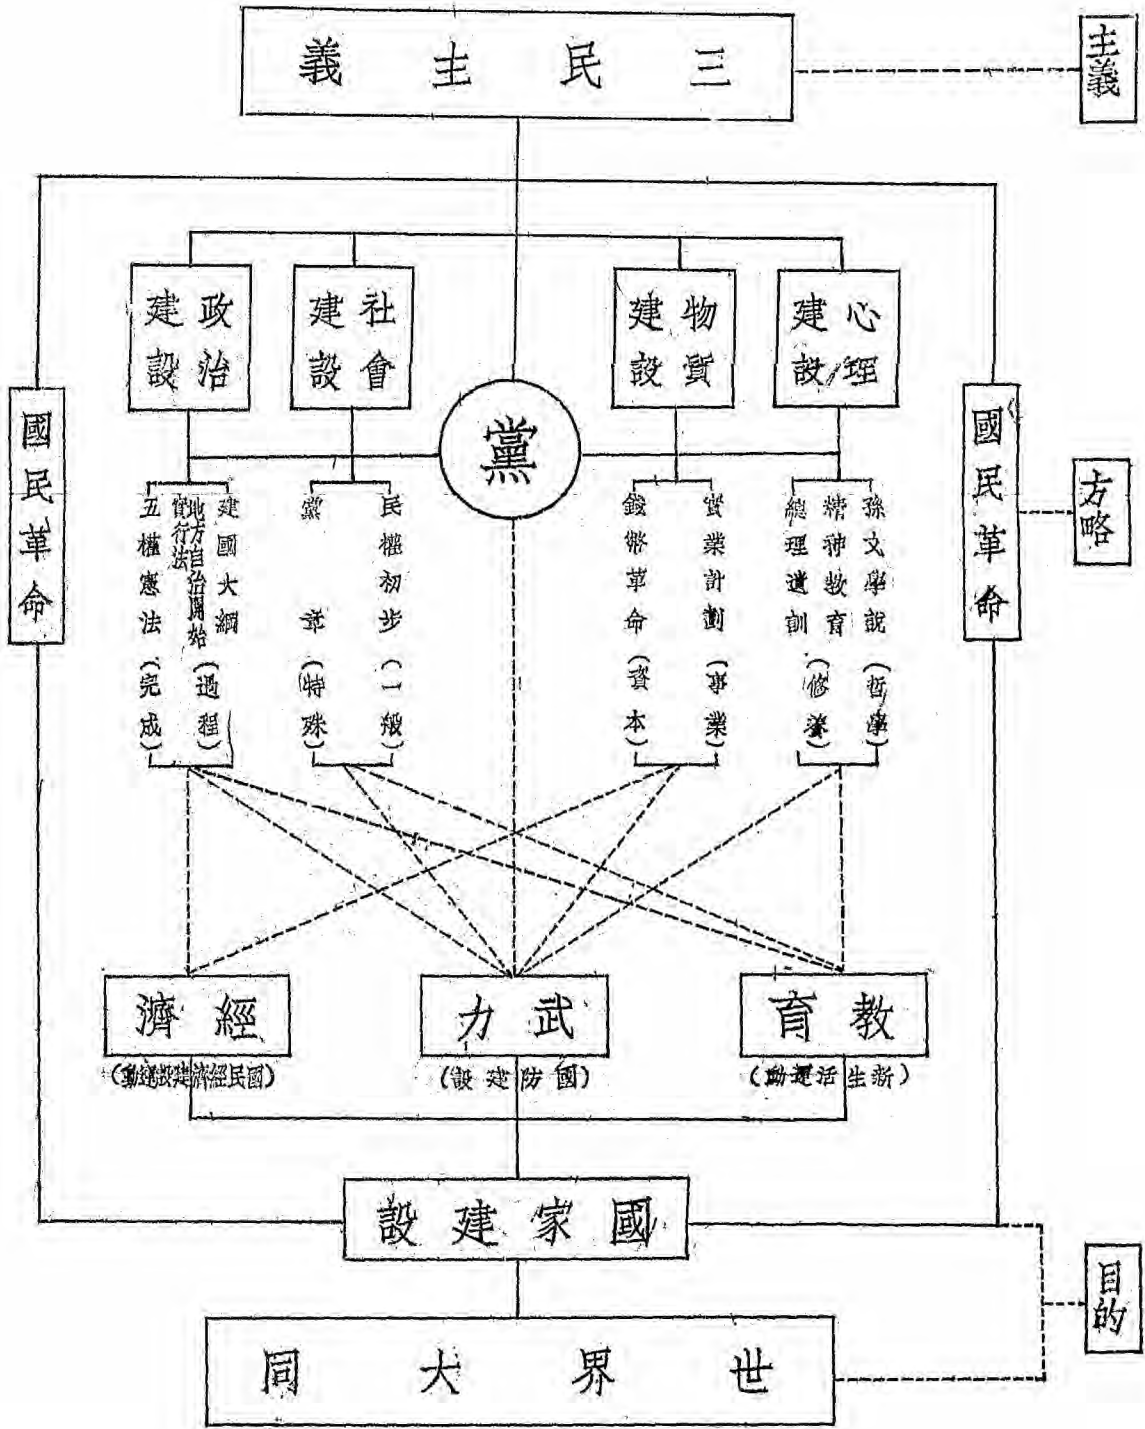 主義
三民主義
國民革命
方略
國民革命
心理
建設
物質
建設
社會
建設
政治
建設
黨
孫文學說(哲學)
精神教育
總理遺訓
(修養)
實業計劃(事業)
錢幣革命(資本)
民權初步(一般)
黨章(特殊)
建國大綱
地方自治開始
實行法
(過程)
五權憲法(完成)
教育
(新生活運動)
武力
(國防建設)
經濟
(國民經濟建設運動)
國家建設
目的
世界大同